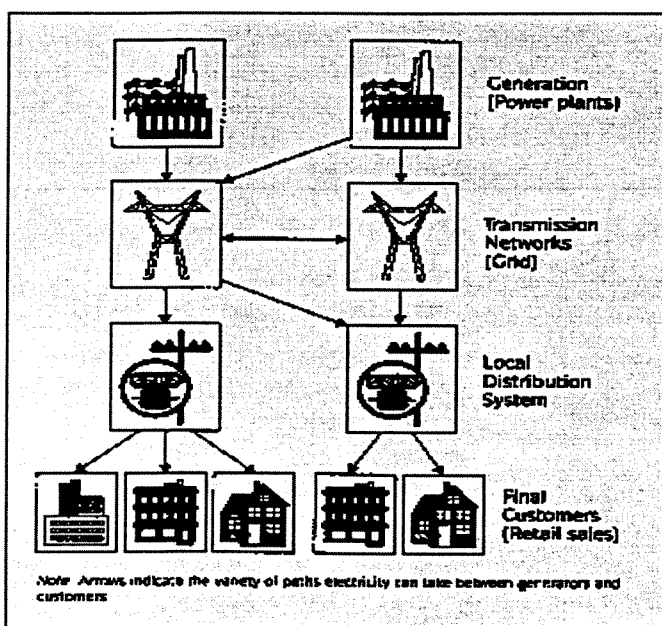 Generation
[Power plants]
Transmission
Networks
[Grid]
Local
Distribution
System
Final
Customers
[Retail sales]
Note Arrows indicate the variety of paths electricity can take between generators and
customers